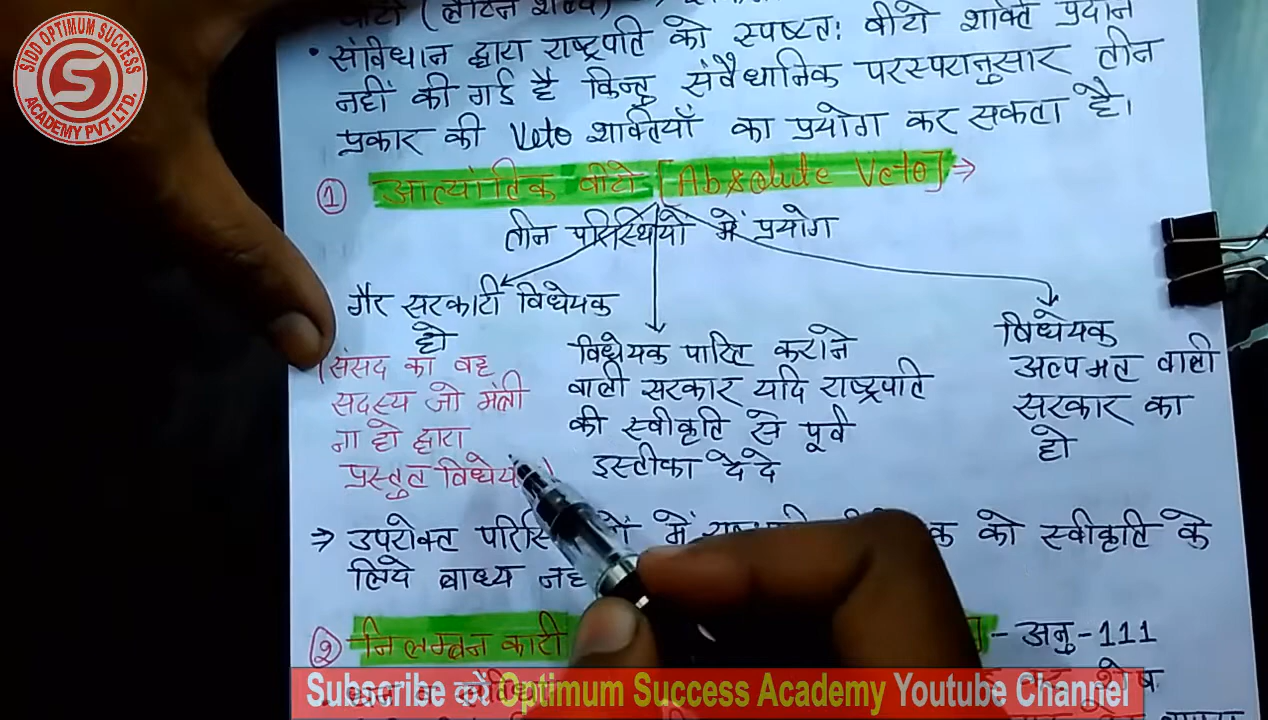 SIDD OPTIMUM SUCCESS
ACADEMY PVT. LTD.
वीटो (लैटिन शब्द)
• संविधान द्वारा राष्ट्रपति को स्पष्टतः वीटो शक्ति प्रदान
नहीं की गई है किन्तु संवैधानिक परस्परानुसार तीन
प्रकार की Veto शक्तियाँ का प्रयोग कर सकता है।
① आत्यांतिक वीटो [Absolute Veto] →
तीन परिस्थियों में प्रयोग
गैर सरकारी विधेयक
हो
(संसद का वह
सदस्य जो मंत्री
ना हो द्वारा
प्रस्तुत विधेय
विधेयक पारित कराने
वाली सरकार यदि राष्ट्रपति
की स्वीकृति से पूर्व
इस्तीका दे दे
विधेयक
अल्पमत वाली
सरकार का
हो
⇒ उपरोक्त में को स्वीकृति के
लिये बाध्य
② निलम्बन कारी - अनु-111
शेष
Subscribe करें Optimum Success Academy Youtube Channel